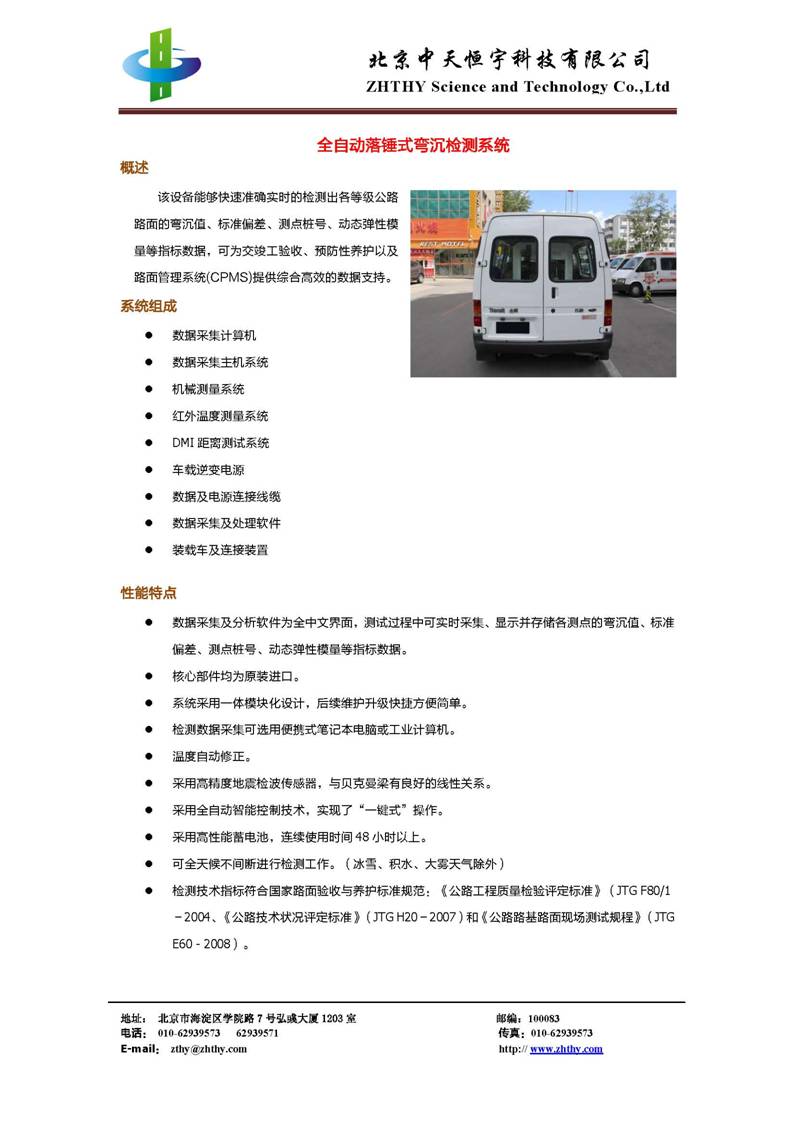 北京中天恒宇科技有限公司
ZHTHY Science and Technology Co.,Ltd
全自动落锤式弯沉检测系统
概述
该设备能够快速准确实时的检测出各等级公路
路面的弯沉值、标准偏差、测点桩号、动态弹性模
量等指标数据，可为交竣工验收、预防性养护以及
路面管理系统(CPMS)提供综合高效的数据支持。
BEST MOTEL
Transit
系统组成
● 数据采集计算机
● 数据采集主机系统
● 机械测量系统
● 红外温度测量系统
● DMI 距离测试系统
● 车载逆变电源
● 数据及电源连接线缆
● 数据采集及处理软件
● 装载车及连接装置
性能特点
● 数据采集及分析软件为全中文界面，测试过程中可实时采集、显示并存储各测点的弯沉值、标准
偏差、测点桩号、动态弹性模量等指标数据。
● 核心部件均为原装进口。
● 系统采用一体模块化设计，后续维护升级快捷方便简单。
● 检测数据采集可选用便携式笔记本电脑或工业计算机。
● 温度自动修正。
● 采用高精度地震检波传感器，与贝克曼梁有良好的线性关系。
● 采用全自动智能控制技术，实现了“一键式”操作。
● 采用高性能蓄电池，连续使用时间 48 小时以上。
● 可全天候不间断进行检测工作。（冰雪、积水、大雾天气除外）
● 检测技术指标符合国家路面验收与养护标准规范：《公路工程质量检验评定标准》（JTG F80/1
－2004、《公路技术状况评定标准》（JTG H20－2007）和《公路路基路面现场测试规程》（JTG
E60－2008）。
地址： 北京市海淀区学院路 7 号弘彧大厦 1203 室 邮编：100083
电话： 010-62939573 62939571 传真：010-62939573
E-mail： zthy@zhthy.com http:// www.zhthy.com